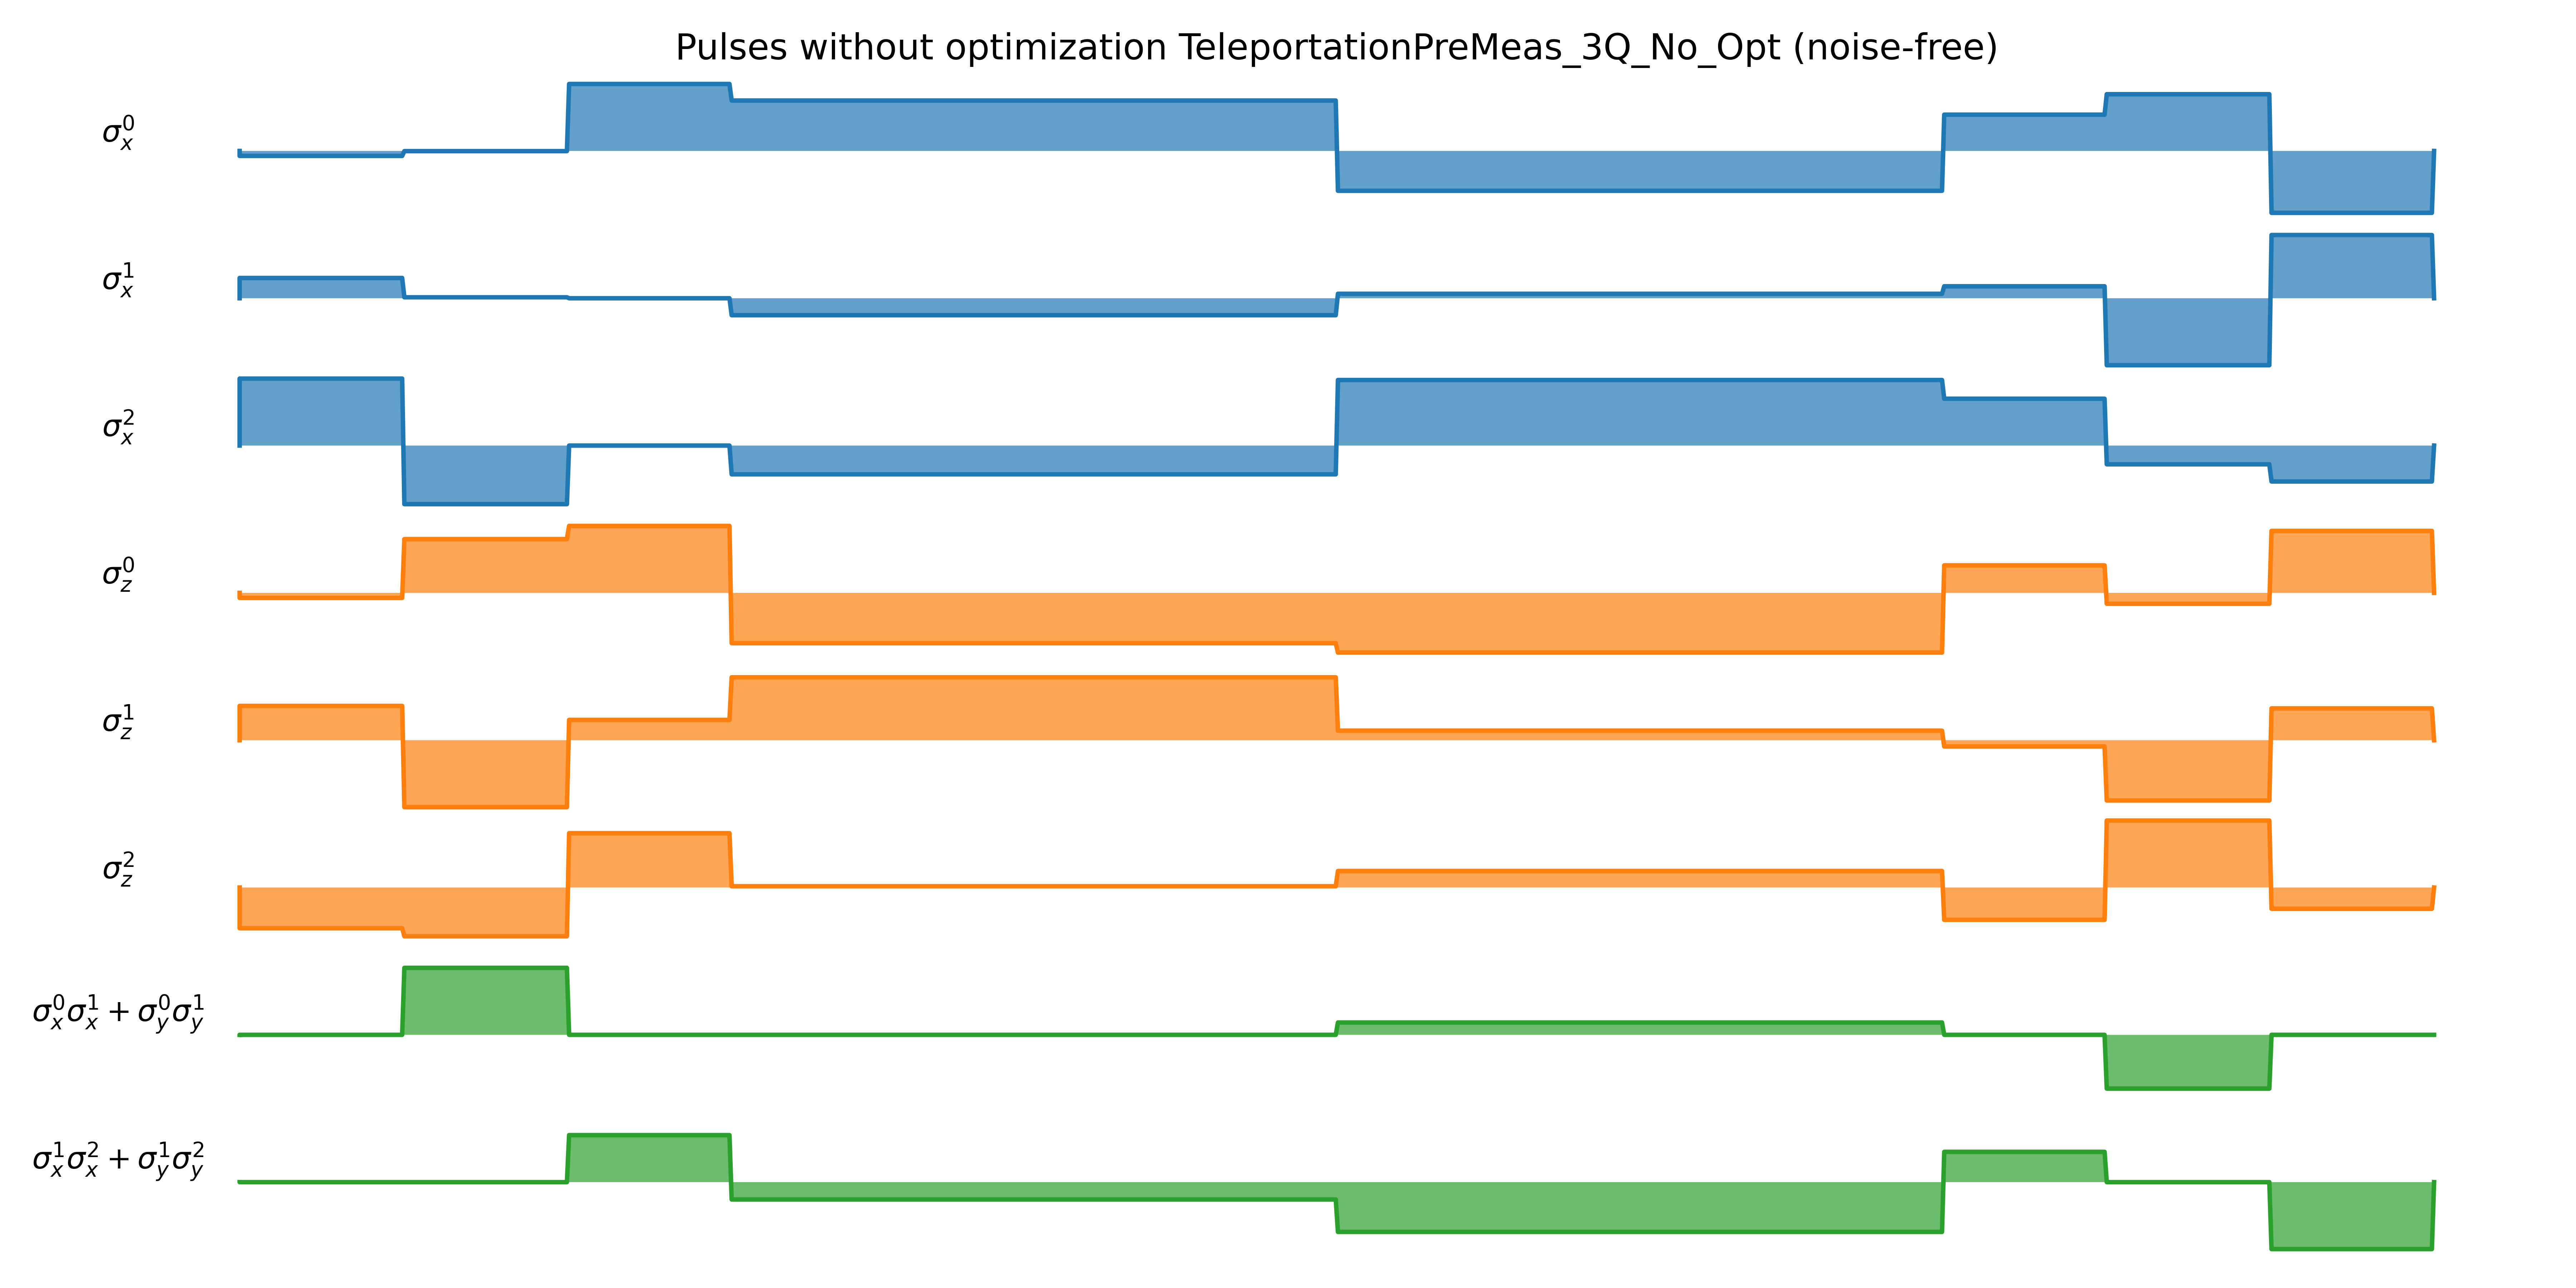 Pulses without optimization TeleportationPreMeas_3Q_No_Opt (noise-free)
σ_x^0
σ_x^1
σ_x^2
σ_z^0
σ_z^1
σ_z^2
σ_x^0σ_x^1 + σ_y^0σ_y^1
σ_x^1σ_x^2 + σ_y^1σ_y^2